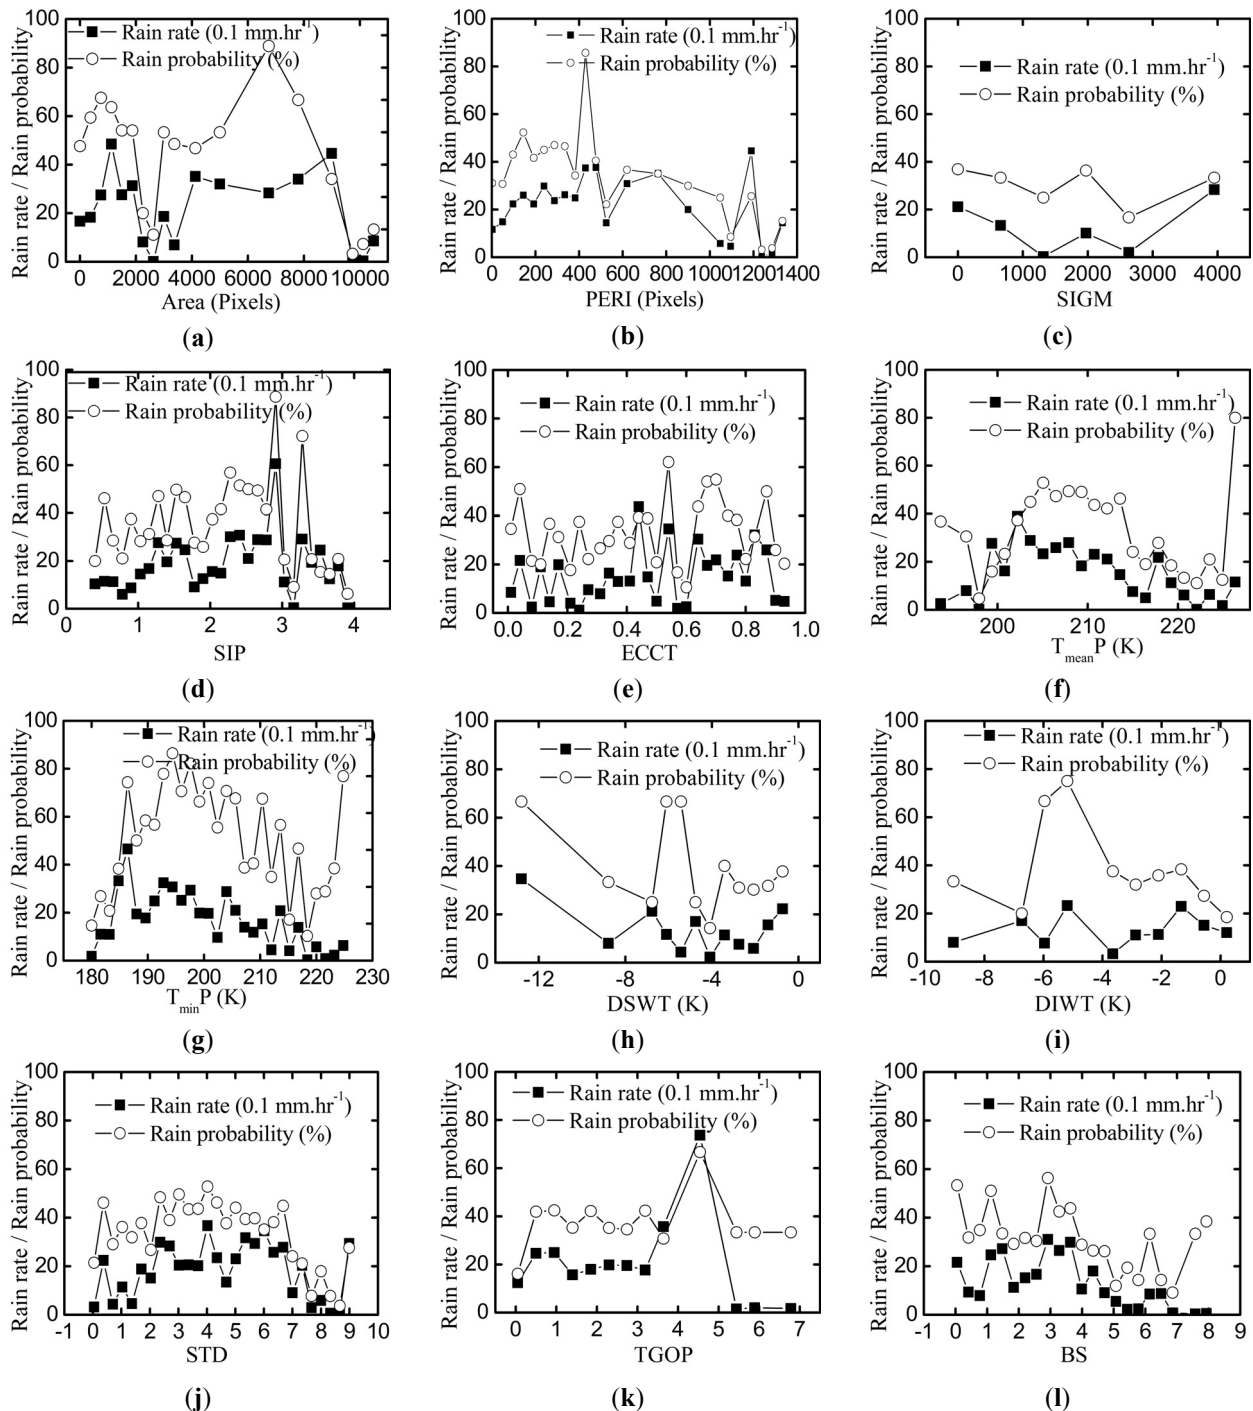 100
80
60
40
20
0
Rain rate / Rain probability
Rain rate (0.1 mm.hr⁻¹)
Rain probability (%)
0 2000 4000 6000 8000 10000
Area (Pixels)
(a)
100
80
60
40
20
0
Rain rate / Rain probability
Rain rate (0.1 mm.hr⁻¹)
Rain probability (%)
0 200 400 600 800 1000 1200 1400
PERI (Pixels)
(b)
100
80
60
40
20
0
Rain rate / Rain probability
Rain rate (0.1 mm.hr⁻¹)
Rain probability (%)
0 1000 2000 3000 4000
SIGM
(c)
100
80
60
40
20
0
Rain rate / Rain probability
Rain rate (0.1 mm.hr⁻¹)
Rain probability (%)
0 1 2 3 4
SIP
(d)
100
80
60
40
20
0
Rain rate / Rain probability
Rain rate (0.1 mm.hr⁻¹)
Rain probability (%)
0.0 0.2 0.4 0.6 0.8 1.0
ECCT
(e)
100
80
60
40
20
0
Rain rate / Rain probability
Rain rate (0.1 mm.hr⁻¹)
Rain probability (%)
200 210 220
TmeanP (K)
(f)
100
80
60
40
20
0
Rain rate / Rain probability
Rain rate (0.1 mm.hr⁻¹)
Rain probability (%)
180 190 200 210 220 230
TminP (K)
(g)
100
80
60
40
20
0
Rain rate / Rain probability
Rain rate (0.1 mm.hr⁻¹)
Rain probability (%)
-12 -8 -4 0
DSWT (K)
(h)
100
80
60
40
20
0
Rain rate / Rain probability
Rain rate (0.1 mm.hr⁻¹)
Rain probability (%)
-10 -8 -6 -4 -2 0
DIWT (K)
(i)
100
80
60
40
20
0
Rain rate / Rain probability
Rain rate (0.1 mm.hr⁻¹)
Rain probability (%)
-1 0 1 2 3 4 5 6 7 8 9 10
STD
(j)
100
80
60
40
20
0
Rain rate / Rain probability
Rain rate (0.1 mm.hr⁻¹)
Rain probability (%)
0 1 2 3 4 5 6 7
TGOP
(k)
100
80
60
40
20
0
Rain rate / Rain probability
Rain rate (0.1 mm.hr⁻¹)
Rain probability (%)
-1 0 1 2 3 4 5 6 7 8 9
BS
(l)